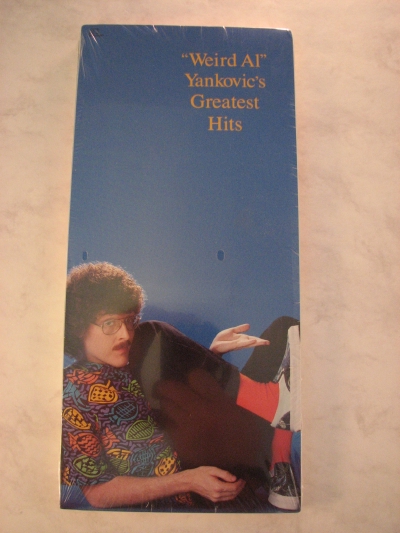 "Weird Al"
Yankovic's
Greatest
Hits